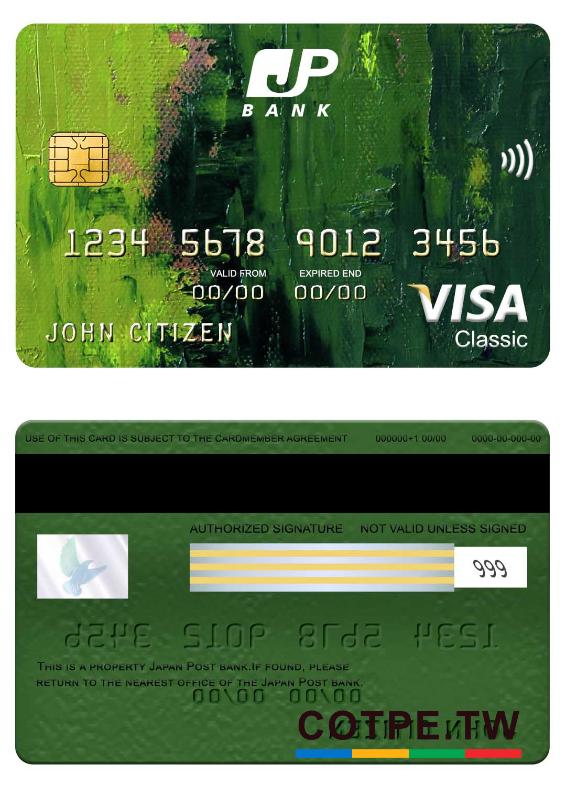 JP
BANK
1234 5678 9012 3456
VALID FROM EXPIRED END
00/00 00/00
VISA
JOHN CITIZEN
Classic
USE OF THIS CARD IS SUBJECT TO THE CARDMEMBER AGREEMENT 000000+1 00/00 0000-00-000-00
AUTHORIZED SIGNATURE NOT VALID UNLESS SIGNED
999
1234 5678 9012 3456
THIS IS A PROPERTY JAPAN POST BANK.IF FOUND, PLEASE
RETURN TO THE NEAREST OFFICE OF THE JAPAN POST BANK.
00/00 00/00
COTPE.TW
JOHN CITIZEN